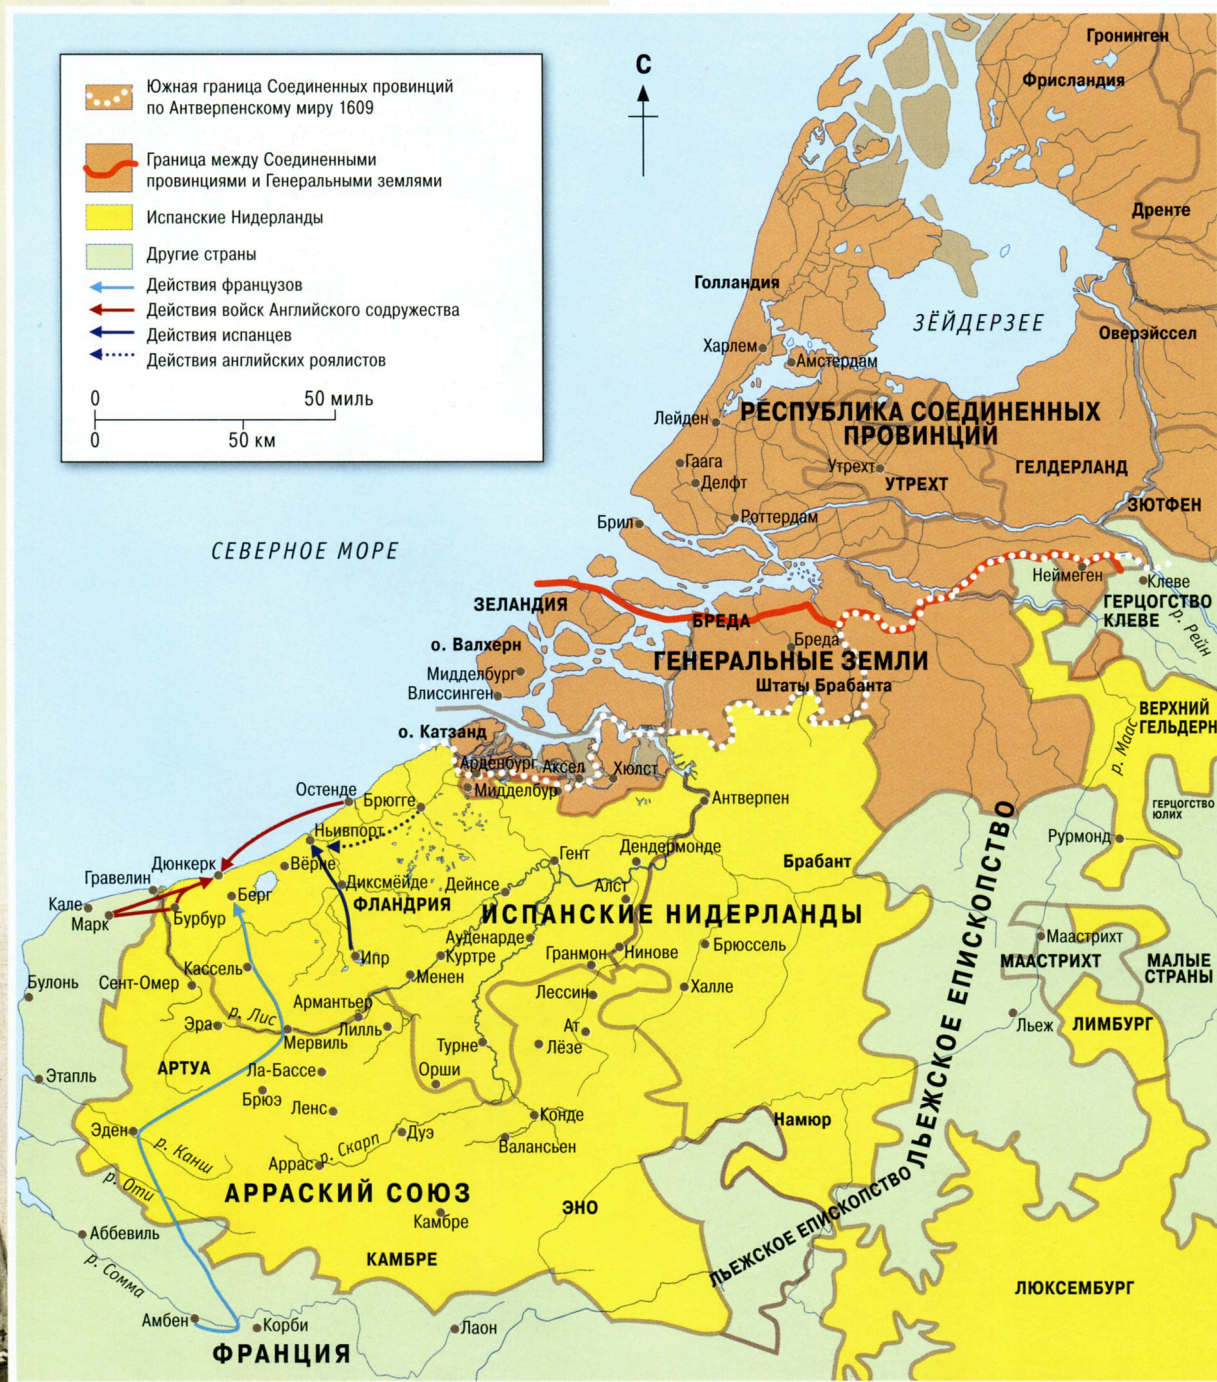 Южная граница Соединенных провинций
по Антверпенскому миру 1609
Граница между Соединенными
провинциями и Генеральными землями
Испанские Нидерланды
Другие страны
Действия французов
Действия войск Английского содружества
Действия испанцев
Действия английских роялистов
0 50 миль
0 50 км
С
Гронинген
Фрисландия
Дренте
Голландия
ЗЁЙДЕРЗЕЕ
Оверэйссел
Харлем
Амстердам
РЕСПУБЛИКА СОЕДИНЕННЫХ
ПРОВИНЦИЙ
Лейден
Гаага
Утрехт
ГЕЛДЕРЛАНД
Делфт
УТРЕХТ
ЗЮТФЕН
Брил
Роттердам
СЕВЕРНОЕ МОРЕ
Неймеген
Клеве
ЗЕЛАНДИЯ
ГЕРЦОГСТВО
КЛЕВЕ
р. Рейн
БРЕДА
Бреда
о. Валхерн
ГЕНЕРАЛЬНЫЕ ЗЕМЛИ
Мидделбург
Штаты Брабанта
Влиссинген
ВЕРХНИЙ
ГЕЛЬДЕРН
р. Маас
о. Катзанд
Арденбург
Аксел
Хюлст
Мидделбур
Остенде
Брюгге
Антверпен
ГЕРЦОГСТВО
ЮЛИХ
Ньивпорт
Рурмонд
Дюнкерк
Вёрне
Гент
Дендермонде
Брабант
Гравелин
Диксмёйде
Дейнсе
Алст
Берг
Кале
Марк
Бурбур
ФЛАНДРИЯ
ИСПАНСКИЕ НИДЕРЛАНДЫ
ЛЬЕЖСКОЕ ЕПИСКОПСТВО
Ауденарде
Брюссель
Маастрихт
Ипр
Куртре
Гранмон
Нинове
МААСТРИХТ
МАЛЫЕ
СТРАНЫ
Кассель
Менен
Булонь
Сент-Омер
Халле
Лессин
Армантьер
р. Лис
Эра
Лилль
Ат
Льеж
ЛИМБУРГ
Мервиль
Турне
Лёзе
АРТУА
Ла-Бассе
Орши
Этапль
Брюэ
Ленс
Конде
Намюр
Эден
р. Канш
р. Скарп
Дуэ
Валансьен
Аррас
р. Оти
АРРАСКИЙ СОЮЗ
ЭНО
Камбре
ЛЬЕЖСКОЕ ЕПИСКОПСТВО
Аббевиль
КАМБРЕ
р. Сомма
ЛЮКСЕМБУРГ
Амбен
Корби
Лаон
ФРАНЦИЯ